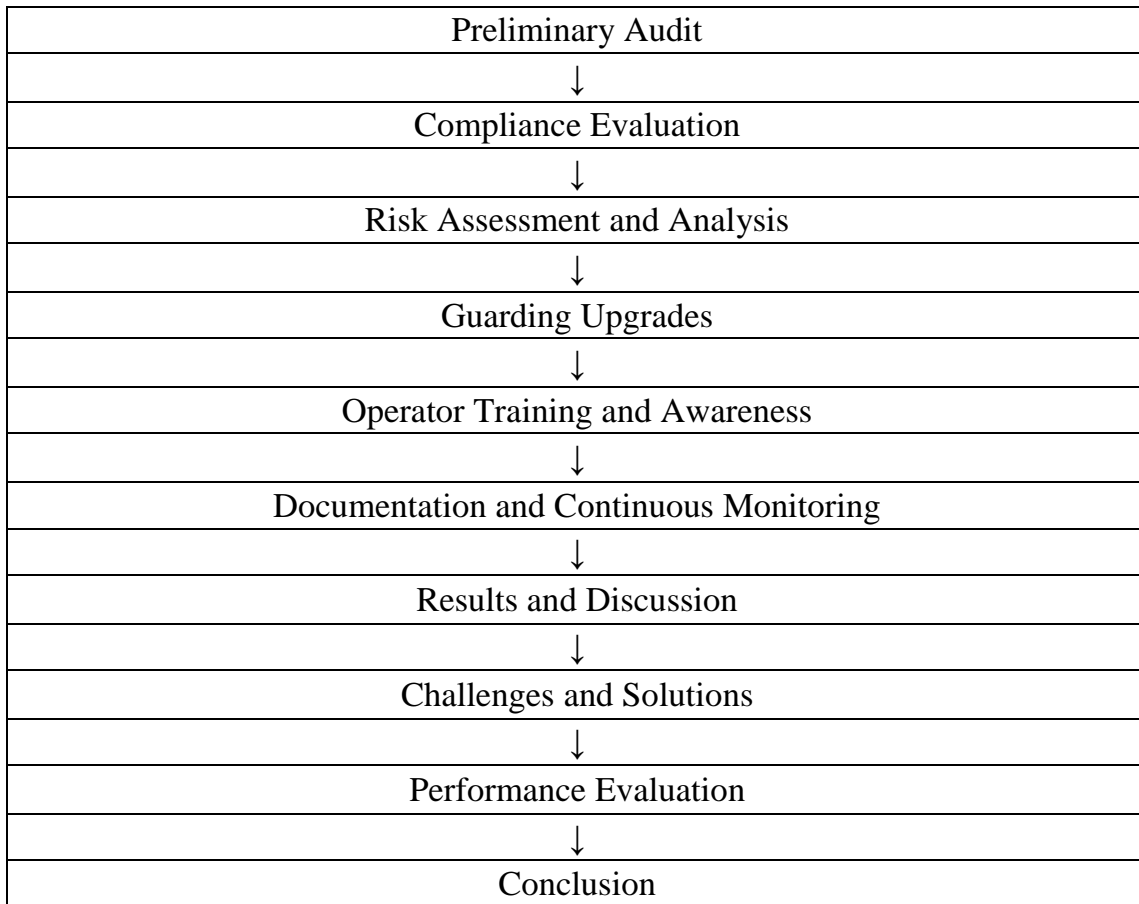 Preliminary Audit
↓
Compliance Evaluation
↓
Risk Assessment and Analysis
↓
Guarding Upgrades
↓
Operator Training and Awareness
↓
Documentation and Continuous Monitoring
↓
Results and Discussion
↓
Challenges and Solutions
↓
Performance Evaluation
↓
Conclusion